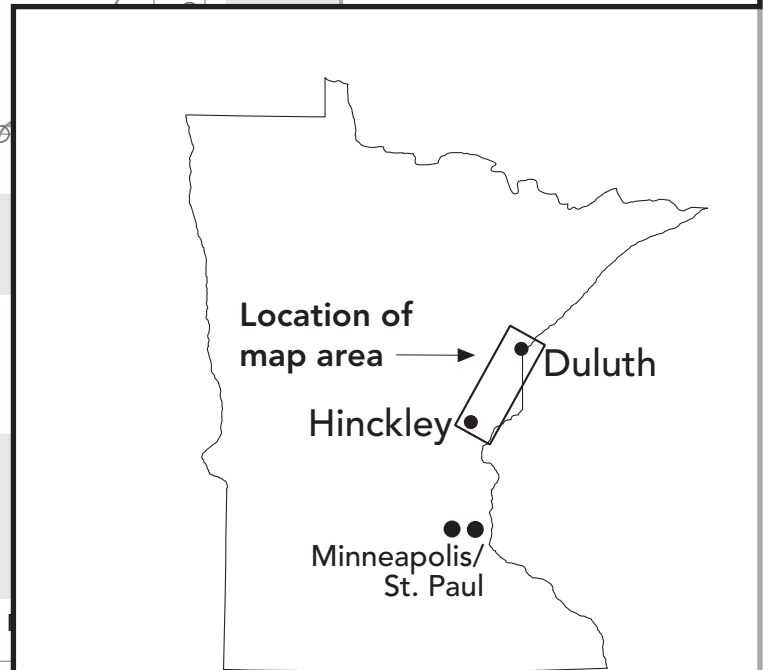 Location of
map area
Duluth
Hinckley
Minneapolis/
St. Paul